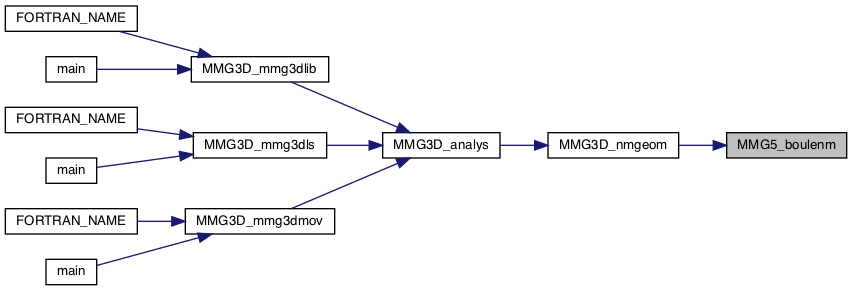 FORTRAN_NAME
main
MMG3D_mmg3dlib
FORTRAN_NAME
main
MMG3D_mmg3dls
MMG3D_analys
MMG3D_nmgeom
MMG5_boulenm
FORTRAN_NAME
main
MMG3D_mmg3dmov